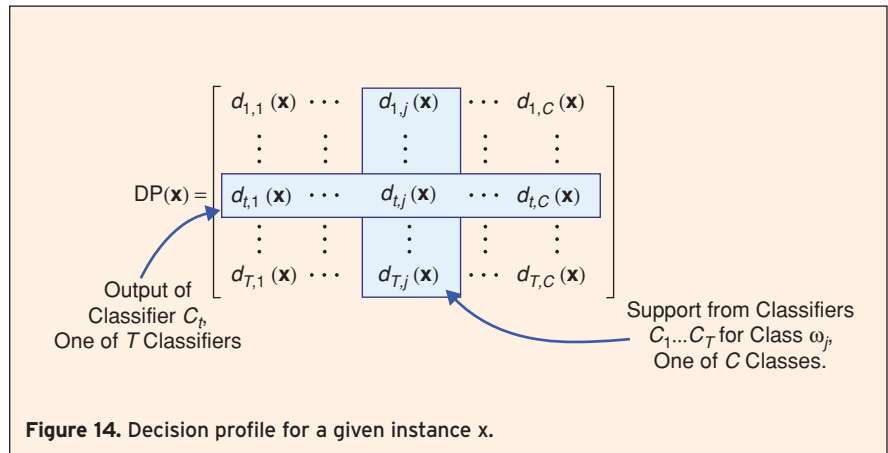 d1,1 (x) ··· d1,j (x) ··· d1,C (x)
⋮ ⋮ ⋮ ⋮ ⋮
DP(x) = dt,1 (x) ··· dt,j (x) ··· dt,C (x)
⋮ ⋮ ⋮ ⋮ ⋮
dT,1 (x) ··· dT,j (x) ··· dT,C (x)
Output of
Classifier Ct,
One of T Classifiers
Support from Classifiers
C1...CT for Class ωj,
One of C Classes.
Figure 14. Decision profile for a given instance x.